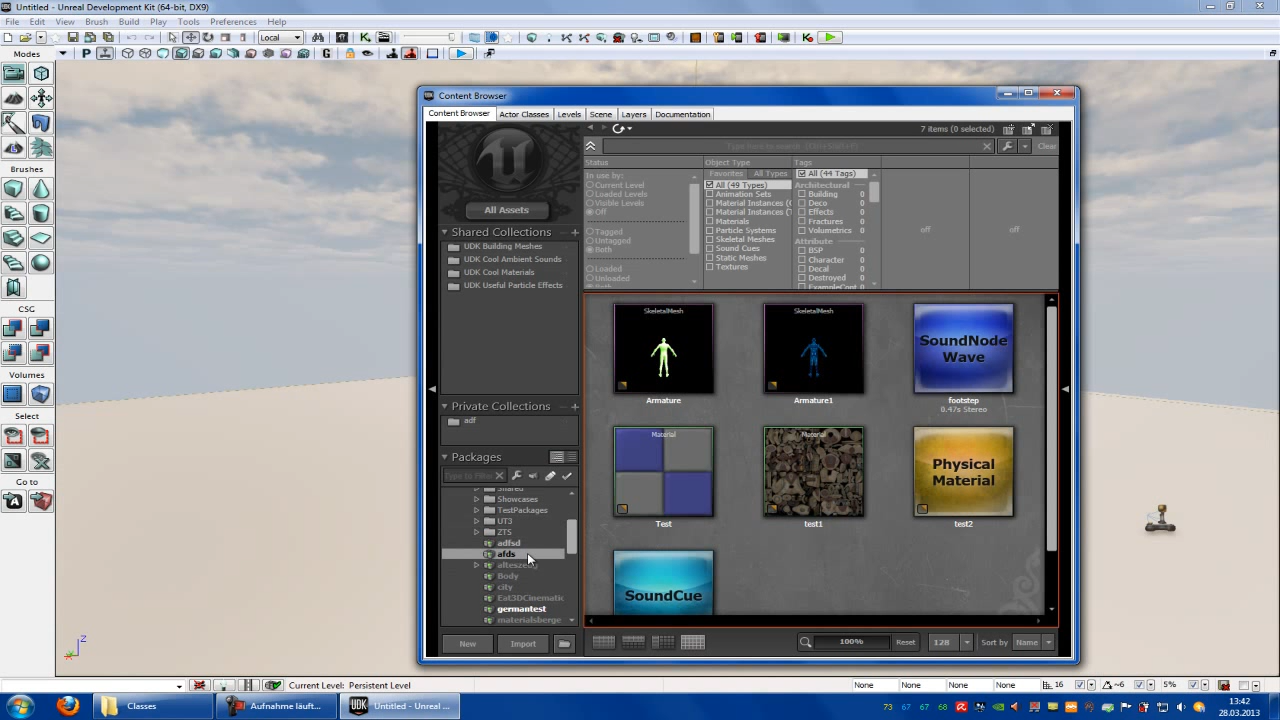 Untitled - Unreal Development Kit (64-bit, DX9)
File Edit View Brush Build Play Tools Preferences Help
Local
P
G
Modes
Brushes
CSG
Volumes
Select
Go to
Content Browser
Content Browser Actor Classes Levels Scene Layers Documentation
All Assets
Shared Collections
UDK Building Meshes
UDK Cool Ambient Sounds
UDK Cool Materials
UDK Useful Particle Effects
Private Collections
adf
Packages
Type to Filter
Shared
Showcases
TestPackages
UT3
ZTS
adfsd
afds
Body
city
Eat3DCinematic
germantest
materialsberge
New Import
7 items (0 selected)
Type here to search (Ctrl+Shift+F)
Clear
Status
In use by:
Current Level
Loaded Levels
Visible Levels
Off
Tagged
Untagged
Both
Loaded
Unloaded
Both
Object Type
Favorites All Types
All (49 Types)
Animation Sets
Material Instances (C
Material Instances (T
Materials
Particle Systems
Skeletal Meshes
Sound Cues
Static Meshes
Textures
Tags
All (44 Tags)
Architectural
Building 0
Deco 0
Effects 0
Fractures 0
Volumetrics 0
Attribute
BSP 0
Character 0
Decal 0
Destroyed 0
ExampleCont 0
off off
SkeletalMesh
Armature
SkeletalMesh
Armature1
SoundNode
Wave
footstep
0.47s Stereo
Material
Test
Material
test1
Physical
Material
test2
SoundCue
100% Reset 128 Sort by Name
Z
Current Level: Persistent Level
None None None None 16 ~6 5%
Classes
Aufnahme läuft...
UDK
Untitled - Unreal ...
73 67 67 68
13:42
28.03.2013